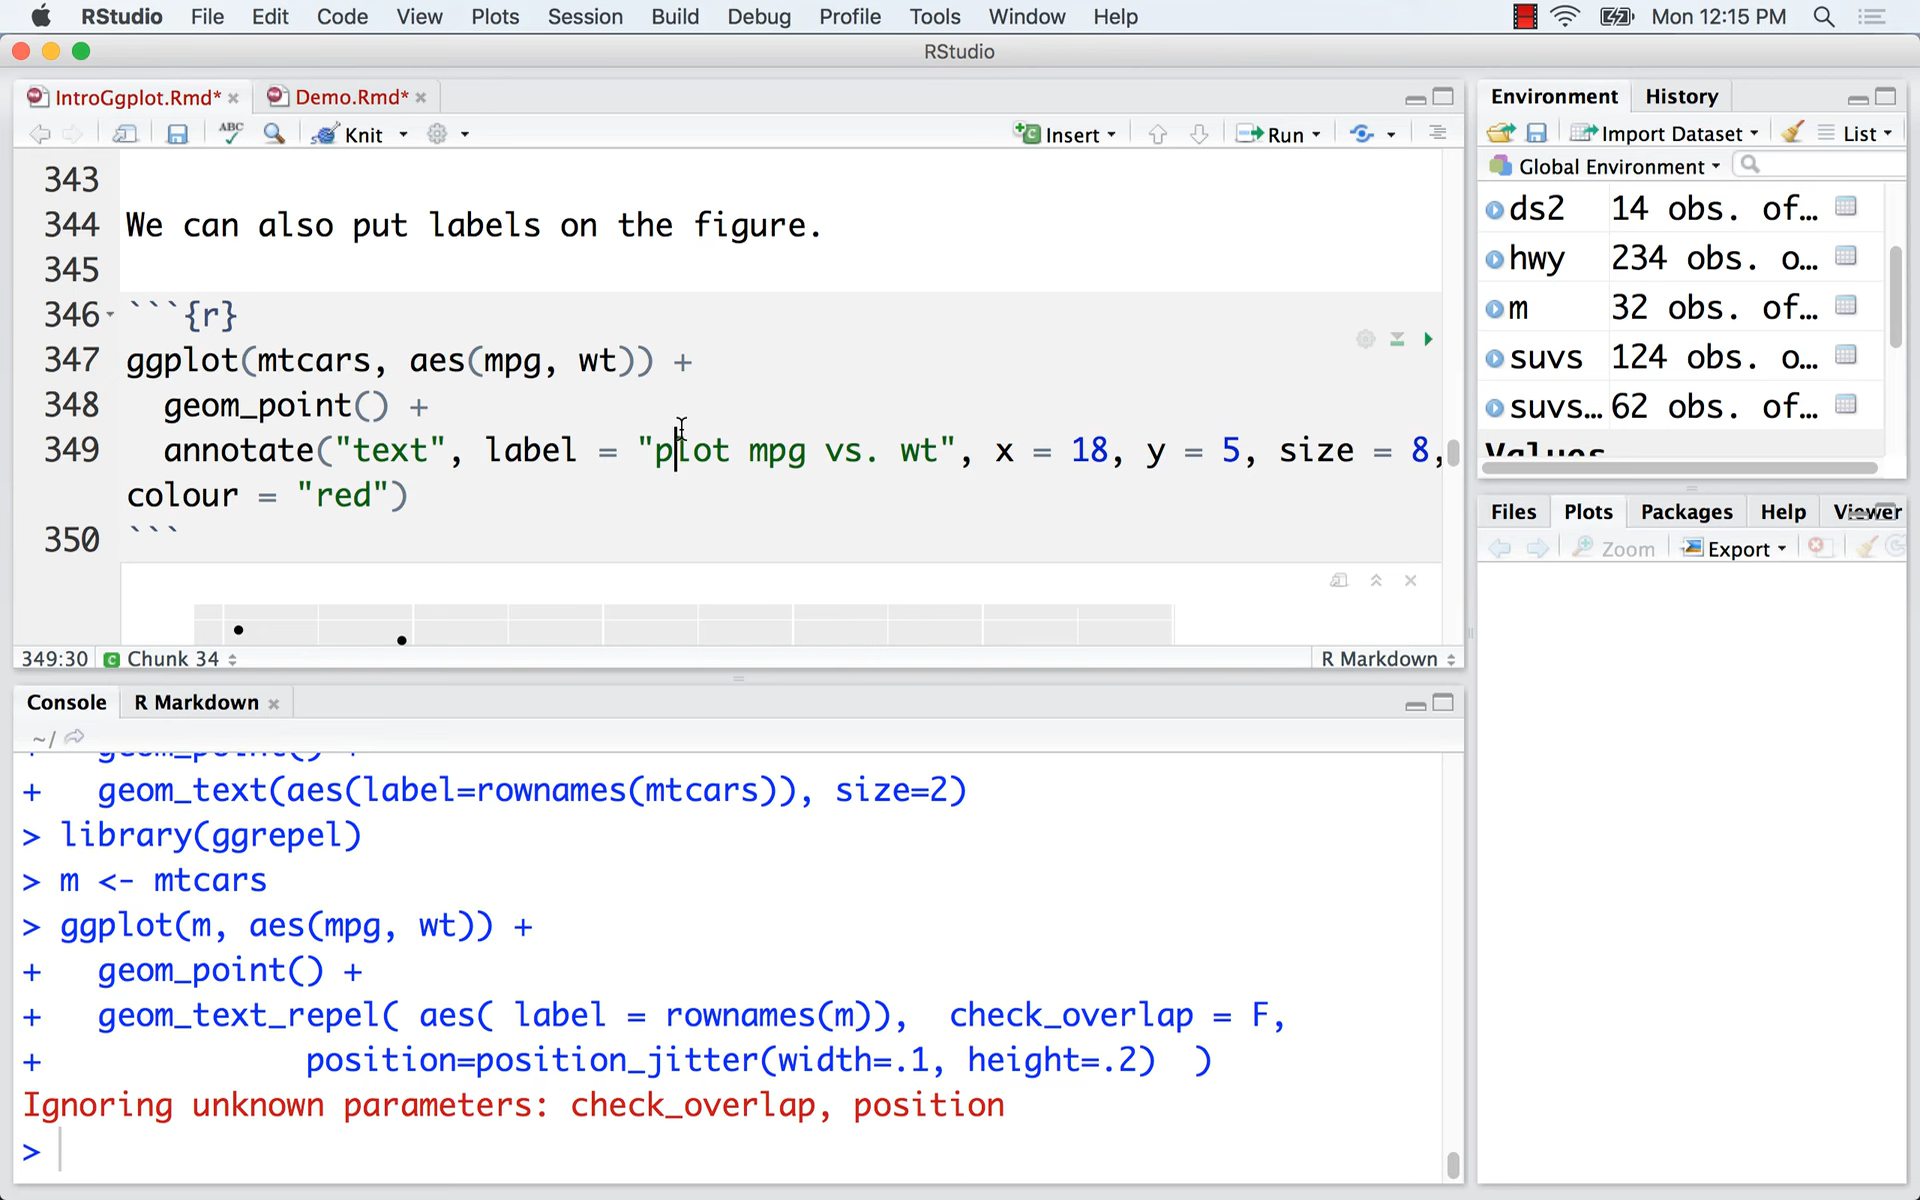 RStudio File Edit Code View Plots Session Build Debug Profile Tools Window Help Mon 12:15 PM
RStudio
IntroGgplot.Rmd* Demo.Rmd*
ABC Knit Insert Run
343
344 We can also put labels on the figure.
345
346 ```{r}
347 ggplot(mtcars, aes(mpg, wt)) +
348 geom_point() +
349 annotate("text", label = "plot mpg vs. wt", x = 18, y = 5, size = 8,
colour = "red")
350 ```
349:30 Chunk 34 R Markdown
Console R Markdown
~/
+ geom_point() +
+ geom_text(aes(label=rownames(mtcars)), size=2)
> library(ggrepel)
> m <- mtcars
> ggplot(m, aes(mpg, wt)) +
+ geom_point() +
+ geom_text_repel( aes( label = rownames(m)), check_overlap = F,
+ position=position_jitter(width=.1, height=.2) )
Ignoring unknown parameters: check_overlap, position
>
Environment History
Import Dataset List
Global Environment
ds2 14 obs. of…
hwy 234 obs. o…
m 32 obs. of…
suvs 124 obs. o…
suvs… 62 obs. of…
Values
Files Plots Packages Help Viewer
Zoom Export